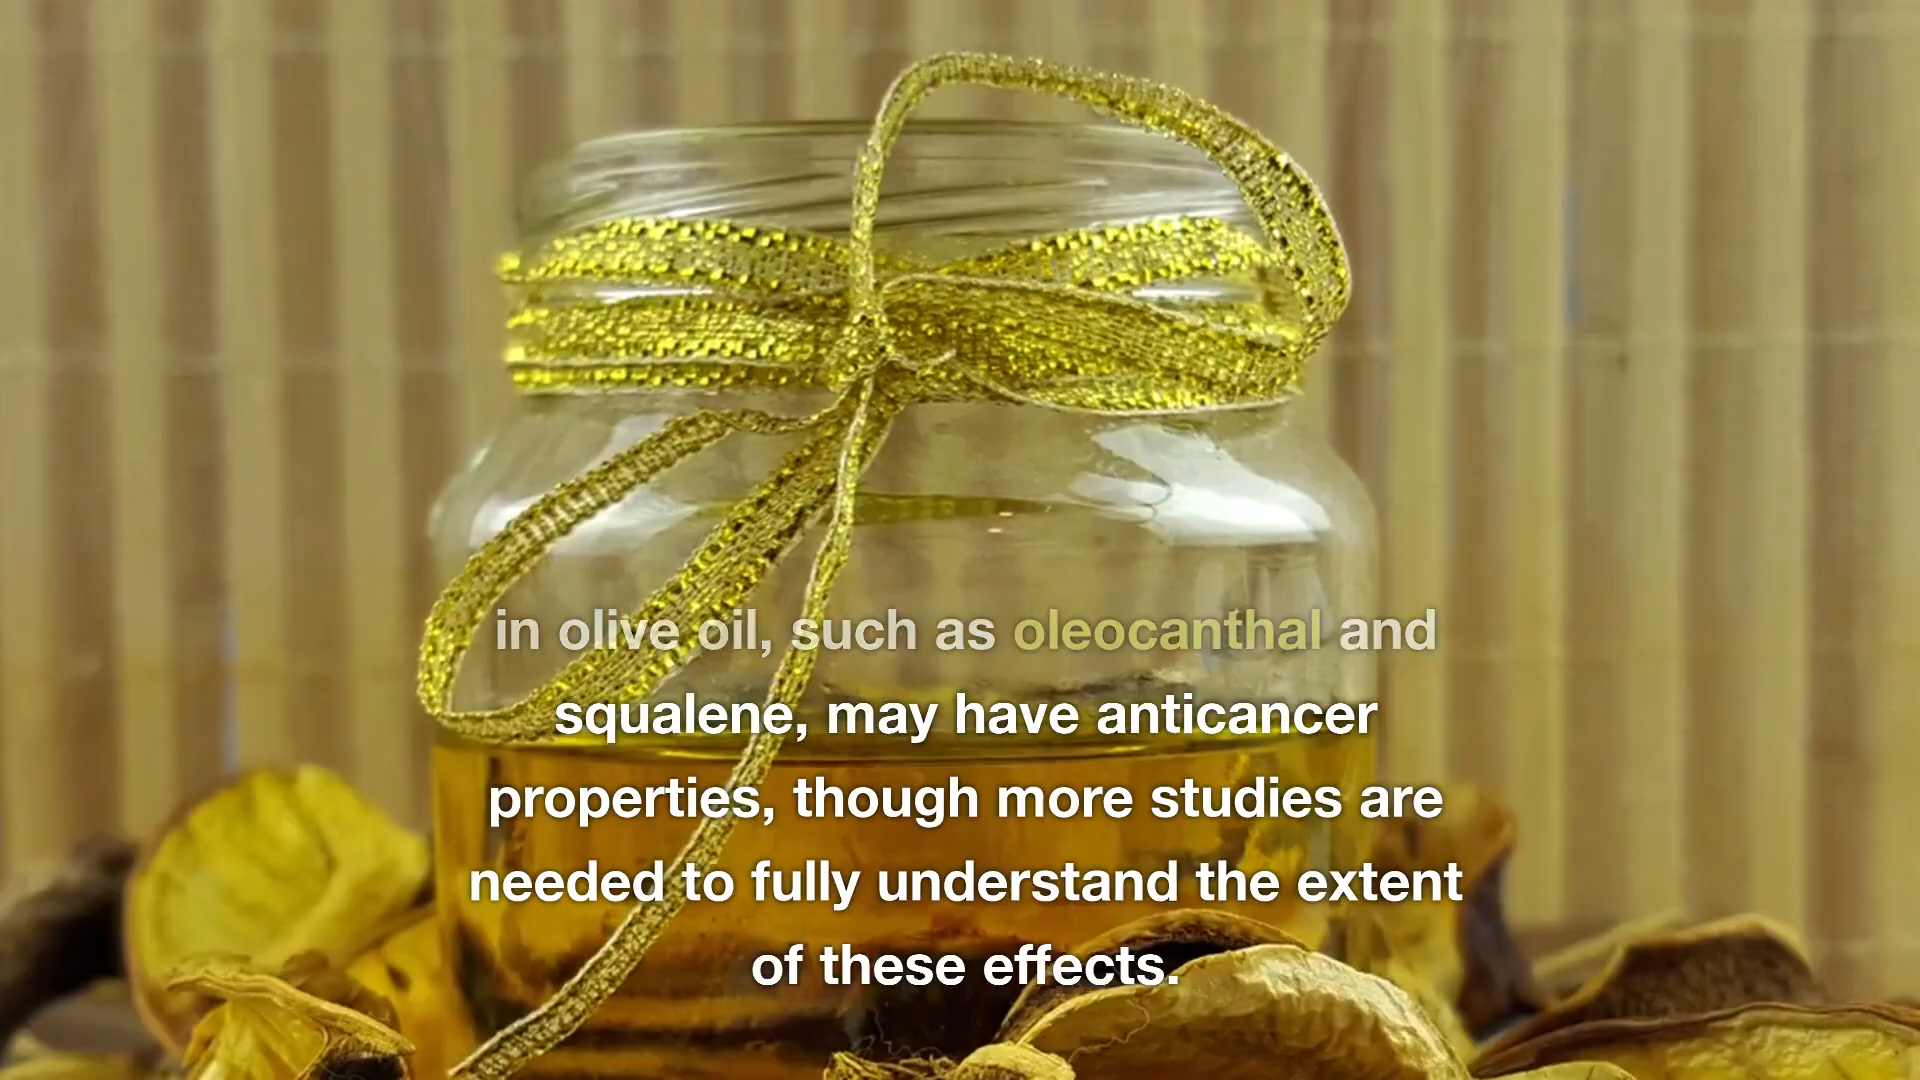 in olive oil, such as oleocanthal and
squalene, may have anticancer
properties, though more studies are
needed to fully understand the extent
of these effects.